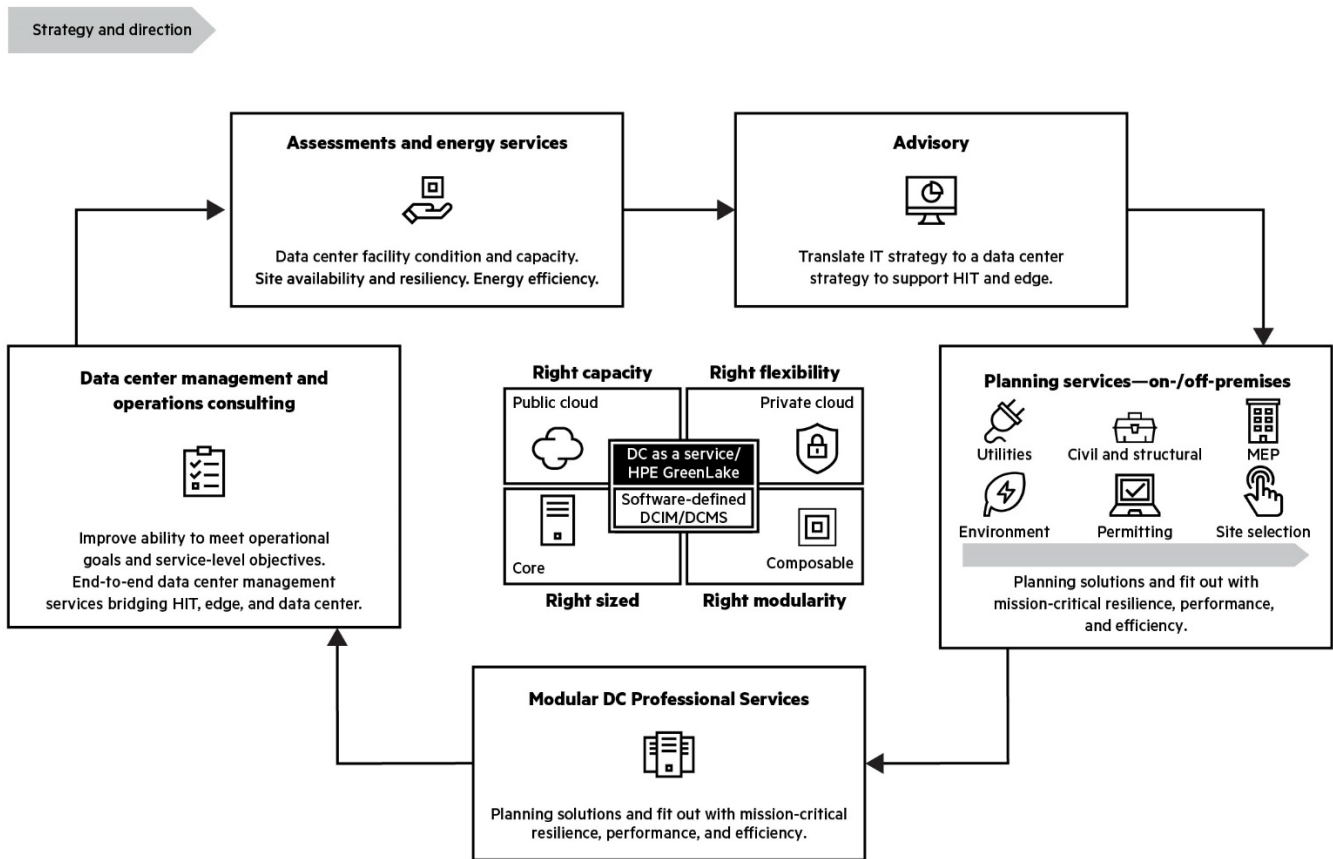 Strategy and direction
Assessments and energy services
Data center facility condition and capacity.
Site availability and resiliency. Energy efficiency.
Advisory
Translate IT strategy to a data center
strategy to support HIT and edge.
Data center management and
operations consulting
Improve ability to meet operational
goals and service-level objectives.
End-to-end data center management
services bridging HIT, edge, and data center.
Right capacity
Right flexibility
Public cloud
Private cloud
DC as a service/
HPE GreenLake
Software-defined
DCIM/DCMS
Core
Composable
Right sized
Right modularity
Planning services—on-/off-premises
Utilities
Civil and structural
MEP
Environment
Permitting
Site selection
Planning solutions and fit out with
mission-critical resilience, performance,
and efficiency.
Modular DC Professional Services
Planning solutions and fit out with mission-critical
resilience, performance, and efficiency.